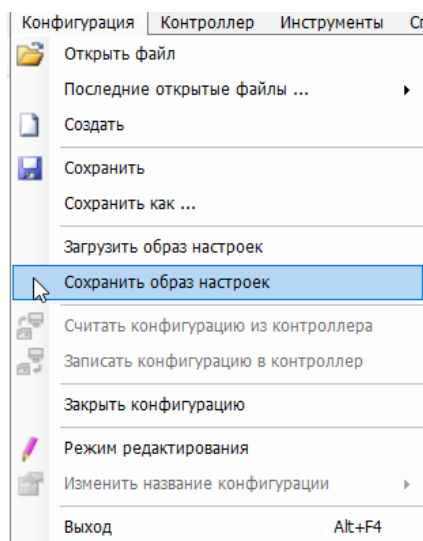 Конфигурация Контроллер Инструменты
Открыть файл
Последние открытые файлы ...
Создать
Сохранить
Сохранить как ...
Загрузить образ настроек
Сохранить образ настроек
Считать конфигурацию из контроллера
Записать конфигурацию в контроллер
Закрыть конфигурацию
Режим редактирования
Изменить название конфигурации
Выход Alt+F4